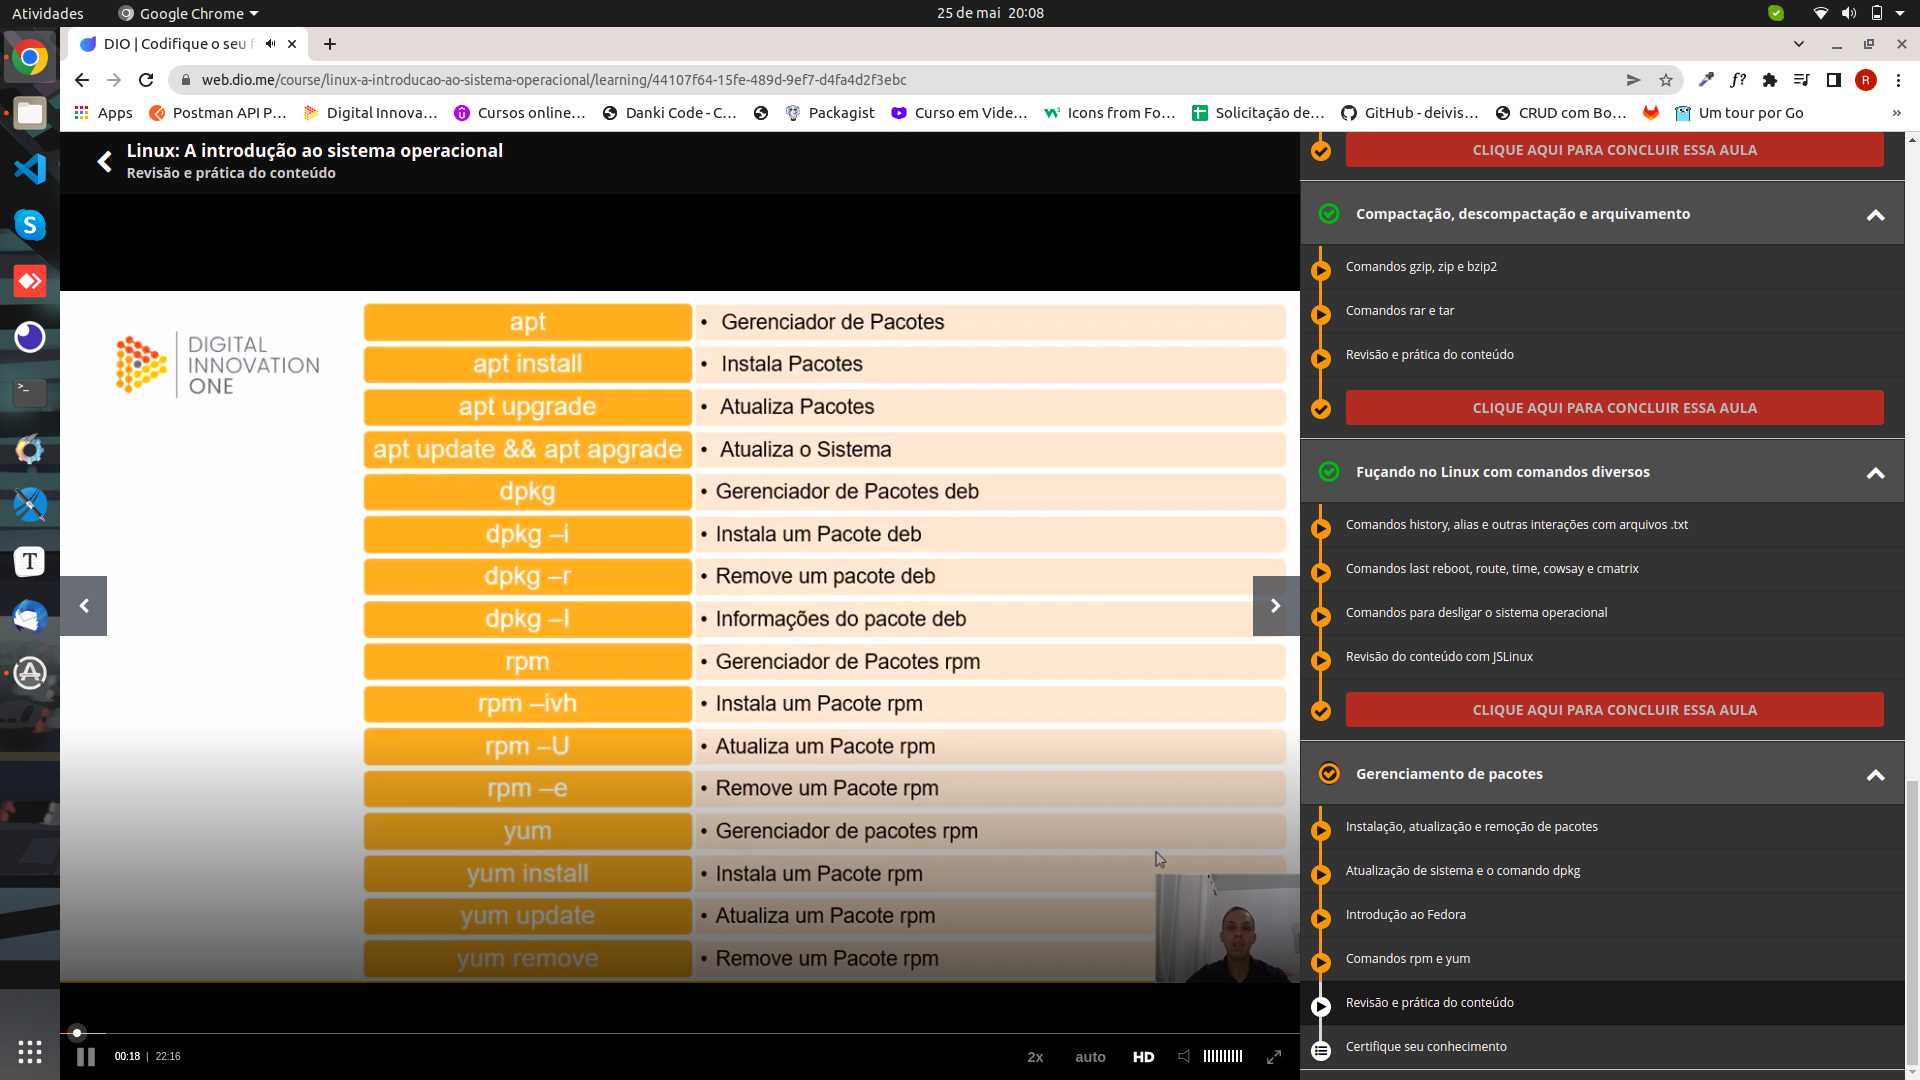 Atividades
Google Chrome
25 de mai 20:08
DIO | Codifique o seu f
web.dio.me/course/linux-a-introducao-ao-sistema-operacional/learning/44107f64-15fe-489d-9ef7-d4fa4d2f3ebc
f?
R
Apps
Postman API P...
Digital Innova...
Cursos online...
Danki Code - C...
Packagist
Curso em Vide...
Icons from Fo...
Solicitação de...
GitHub - deivis...
CRUD com Bo...
Um tour por Go
»
Linux: A introdução ao sistema operacional
Revisão e prática do conteúdo
DIGITAL
INNOVATION
ONE
apt • Gerenciador de Pacotes
apt install • Instala Pacotes
apt upgrade • Atualiza Pacotes
apt update && apt apgrade • Atualiza o Sistema
dpkg • Gerenciador de Pacotes deb
dpkg –i • Instala um Pacote deb
dpkg –r • Remove um pacote deb
dpkg –I • Informações do pacote deb
rpm • Gerenciador de Pacotes rpm
rpm –ivh • Instala um Pacote rpm
rpm –U • Atualiza um Pacote rpm
rpm –e • Remove um Pacote rpm
yum • Gerenciador de pacotes rpm
yum install • Instala um Pacote rpm
yum update • Atualiza um Pacote rpm
yum remove • Remove um Pacote rpm
00:18 | 22:16
2x
auto
HD
CLIQUE AQUI PARA CONCLUIR ESSA AULA
Compactação, descompactação e arquivamento
Comandos gzip, zip e bzip2
Comandos rar e tar
Revisão e prática do conteúdo
CLIQUE AQUI PARA CONCLUIR ESSA AULA
Fuçando no Linux com comandos diversos
Comandos history, alias e outras interações com arquivos .txt
Comandos last reboot, route, time, cowsay e cmatrix
Comandos para desligar o sistema operacional
Revisão do conteúdo com JSLinux
CLIQUE AQUI PARA CONCLUIR ESSA AULA
Gerenciamento de pacotes
Instalação, atualização e remoção de pacotes
Atualização de sistema e o comando dpkg
Introdução ao Fedora
Comandos rpm e yum
Revisão e prática do conteúdo
Certifique seu conhecimento